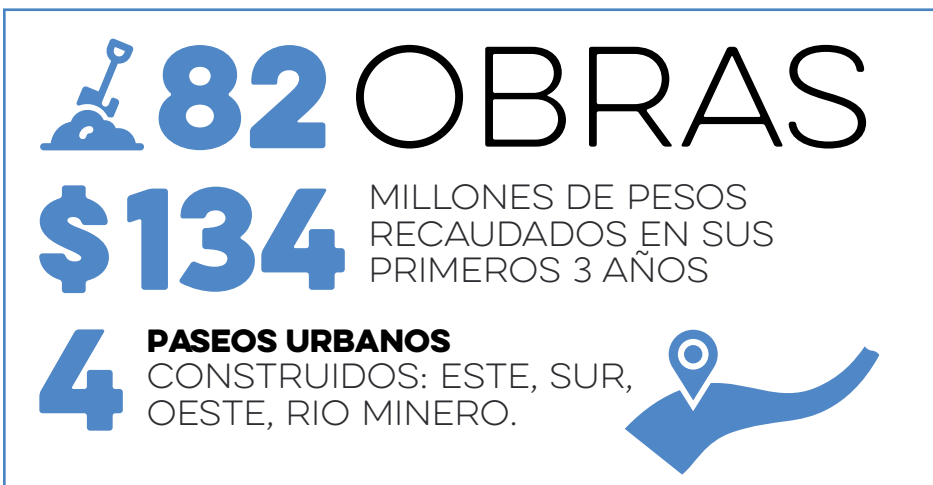 82 OBRAS
$134 MILLONES DE PESOS
RECAUDADOS EN SUS
PRIMEROS 3 AÑOS
4 PASEOS URBANOS
CONSTRUIDOS: ESTE, SUR,
OESTE, RIO MINERO.